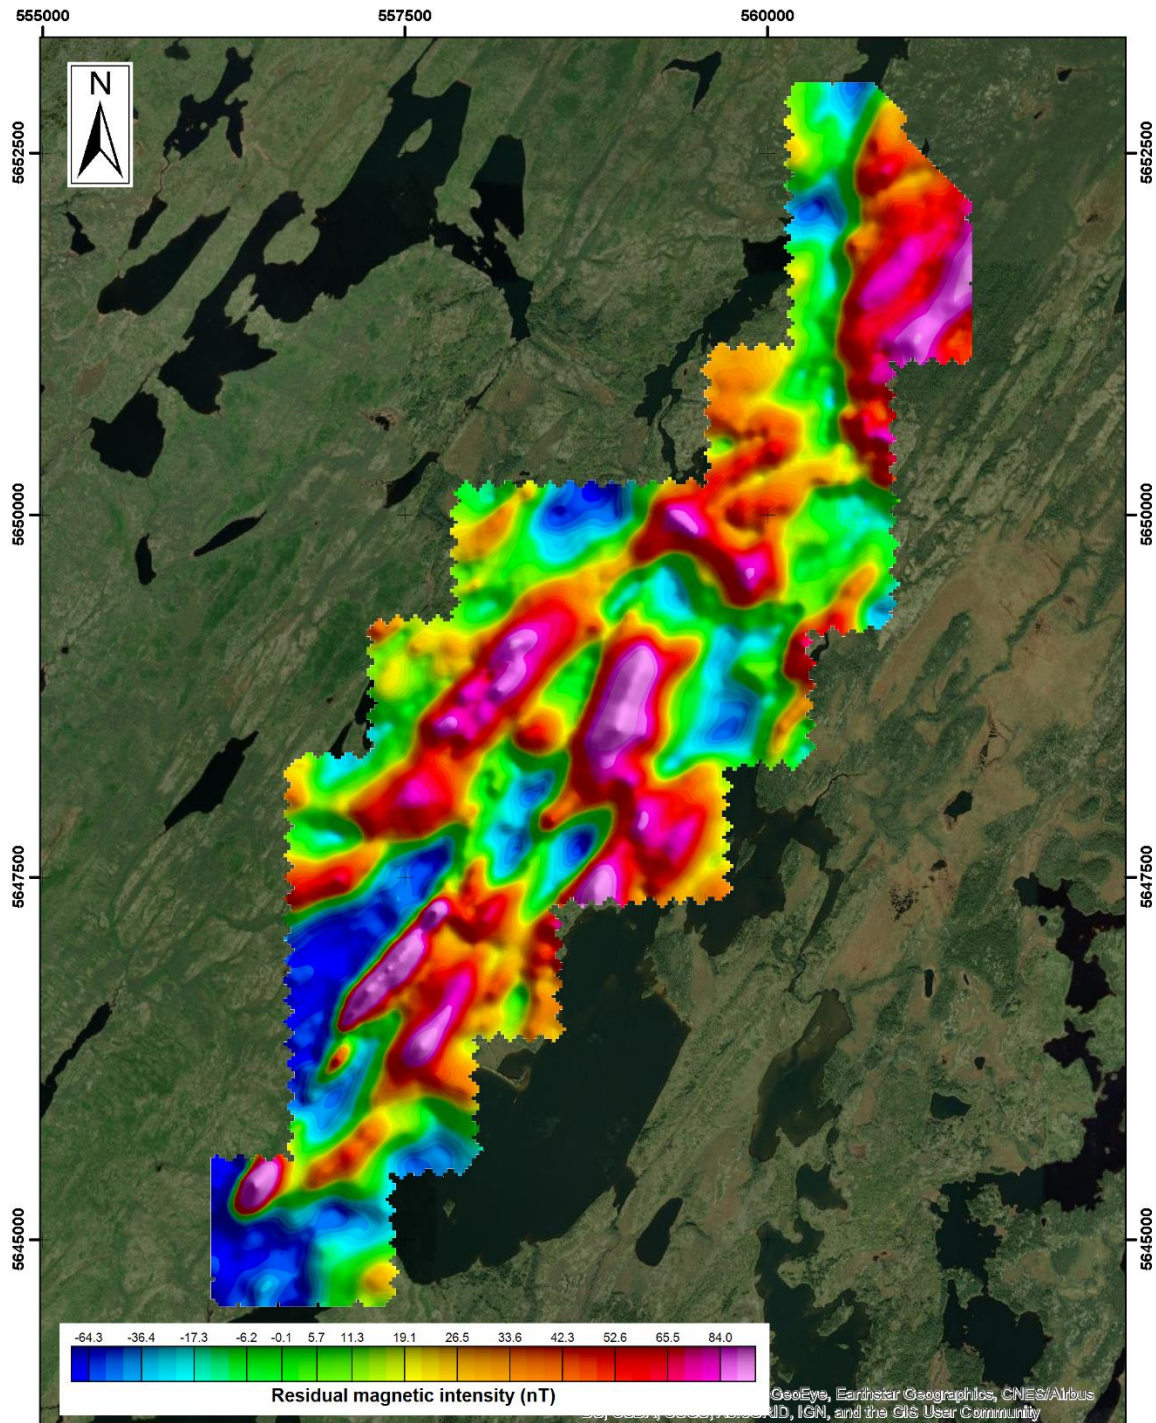 555000 557500 560000
N
5652500 5652500
5650000 5650000
5647500 5647500
5645000 5645000
-64.3 -36.4 -17.3 -6.2 -0.1 5.7 11.3 19.1 26.5 33.6 42.3 52.6 65.5 84.0
Residual magnetic intensity (nT)
GeoEye, Earthstar Geographics, CNES/Airbus
IGN, and the GIS User Community